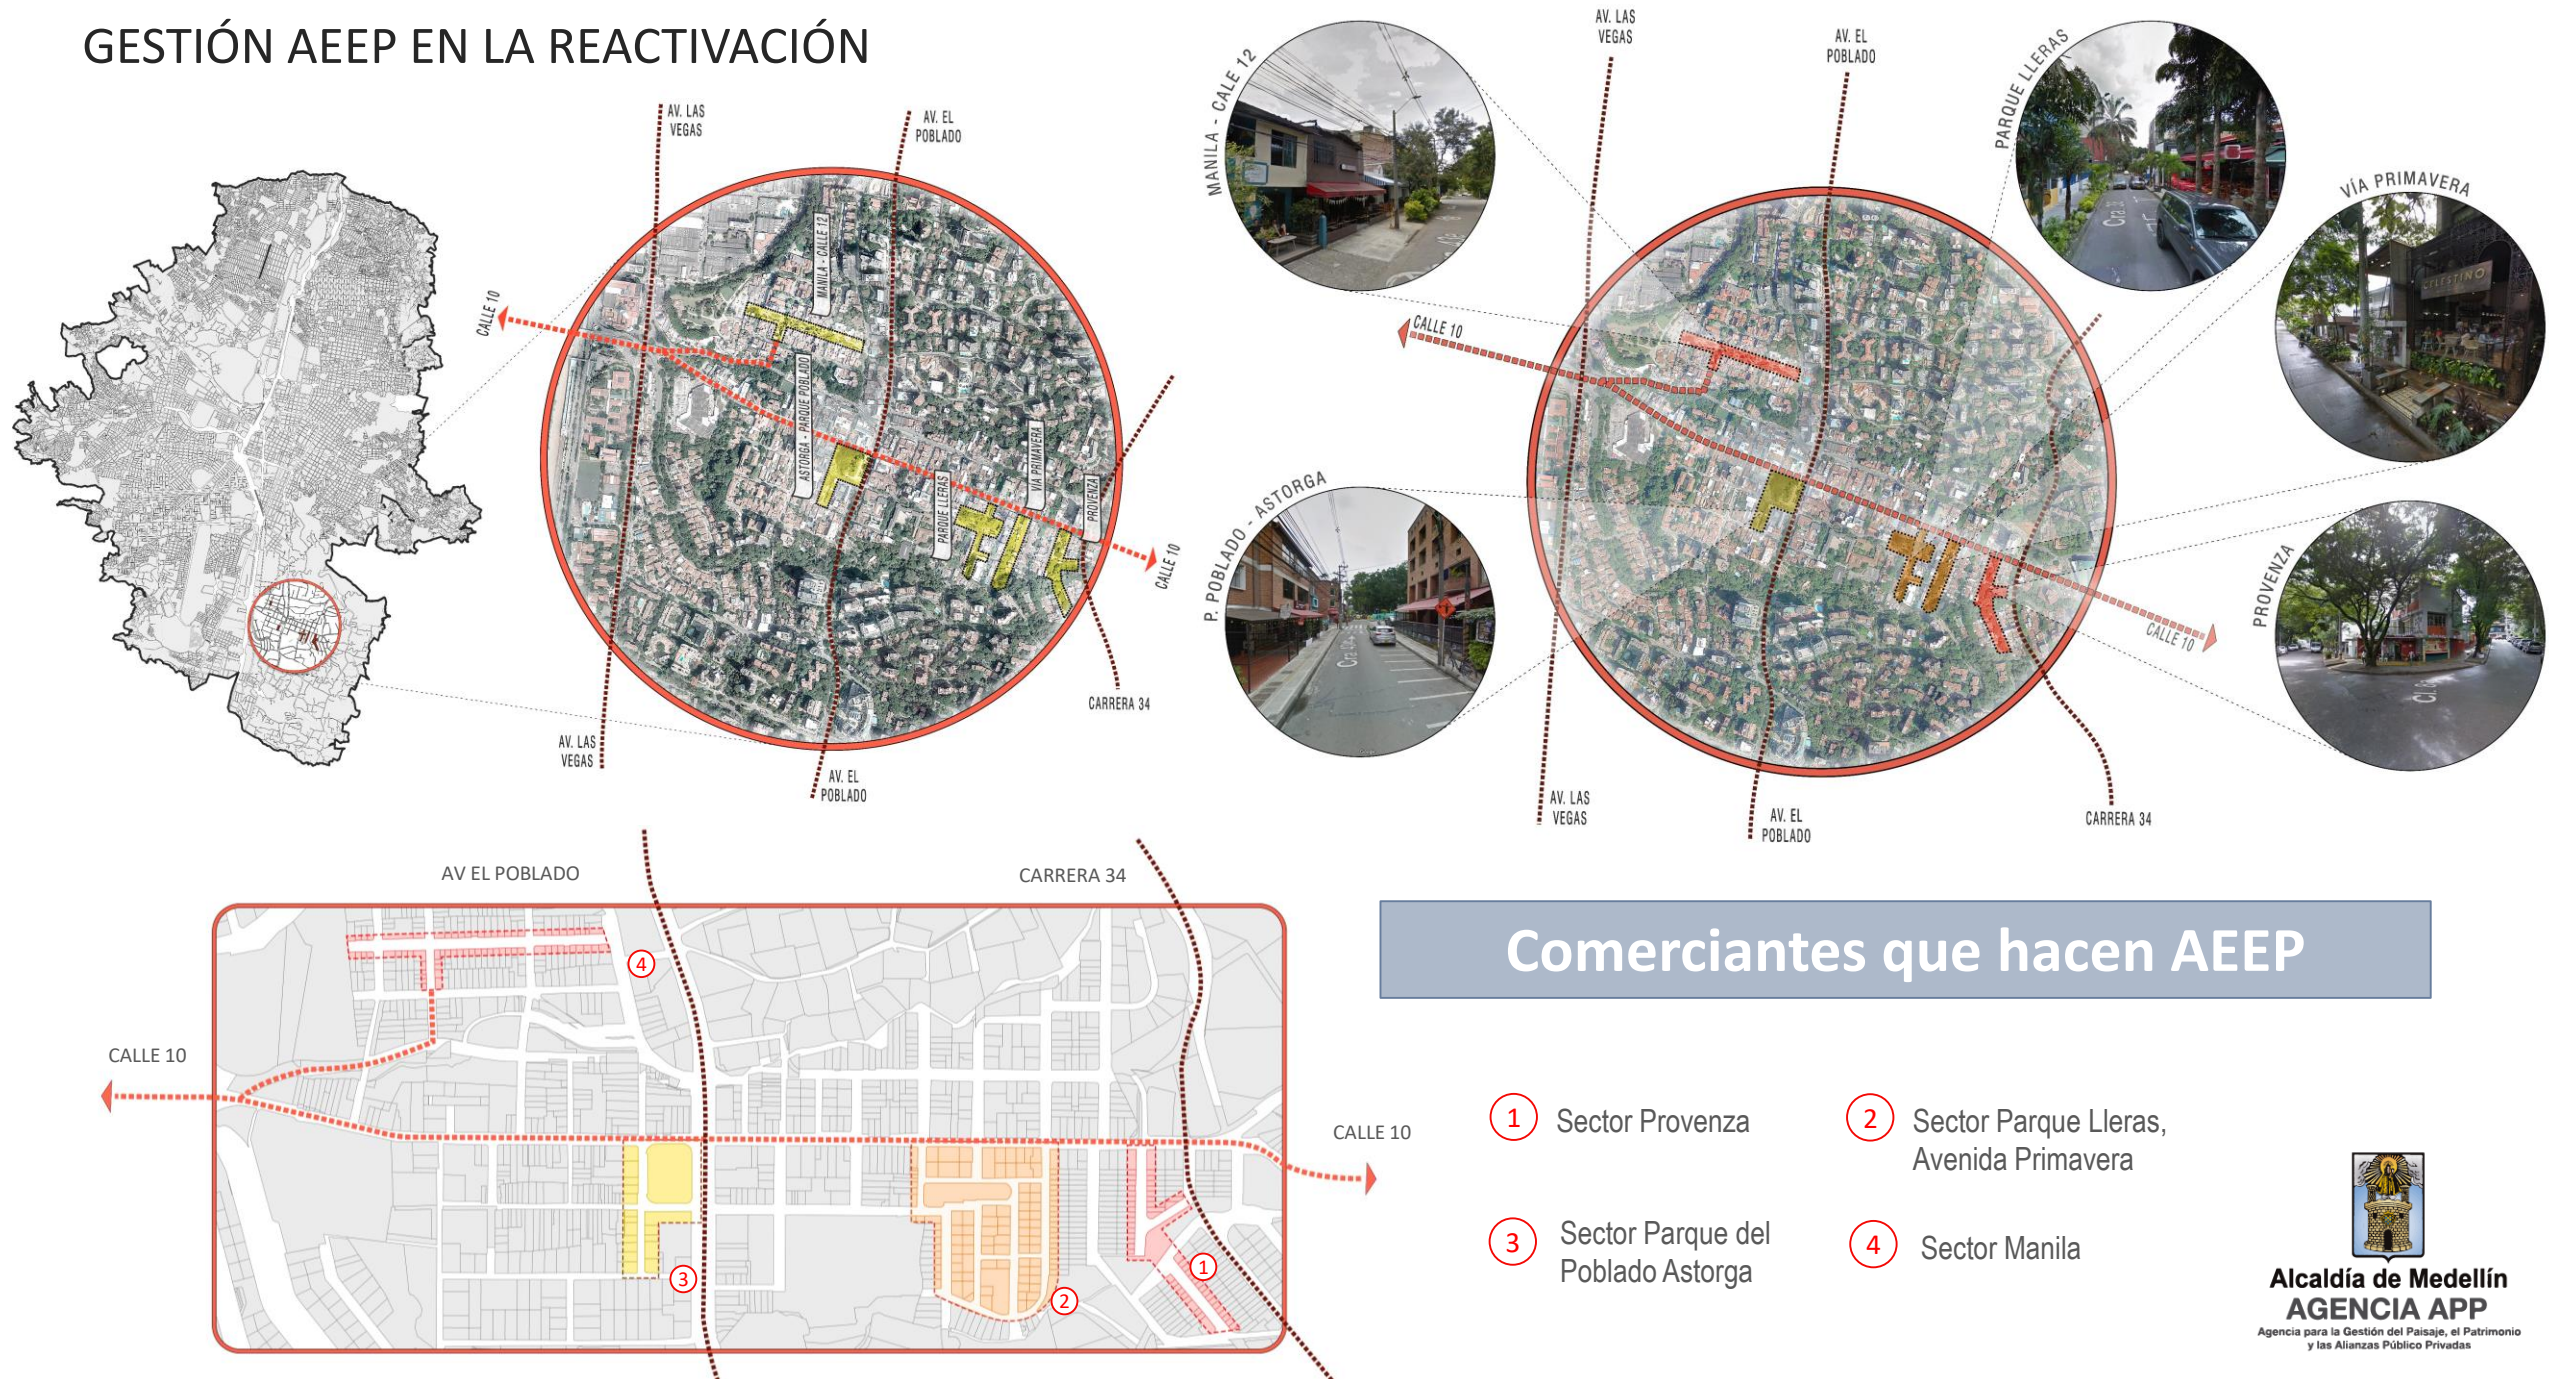 GESTIÓN AEEP EN LA REACTIVACIÓN
AV. LAS
VEGAS
AV. EL
POBLADO
CALLE 10
MANILA - CALLE 12
ASTORGA - PARQUE POBLADO
PARQUE LLERAS
VÍA PRIMAVERA
PROVENZA
CALLE 10
CARRERA 34
AV. LAS
VEGAS
AV. EL
POBLADO
AV. LAS
VEGAS
AV. EL
POBLADO
MANILA - CALE 12
PARQUE LLERAS
VÍA PRIMAVERA
CELESTINO
CALLE 10
P. POBLADO - ASTORGA
PROVENZA
CALLE 10
AV. LAS
VEGAS
AV. EL
POBLADO
CARRERA 34
AV EL POBLADO
CARRERA 34
CALLE 10
CALLE 10
4
3
2
1
Comerciantes que hacen AEEP
1 Sector Provenza
2 Sector Parque Lleras,
Avenida Primavera
3 Sector Parque del
Poblado Astorga
4 Sector Manila
Alcaldía de Medellín
AGENCIA APP
Agencia para la Gestión del Paisaje, el Patrimonio
y las Alianzas Público Privadas